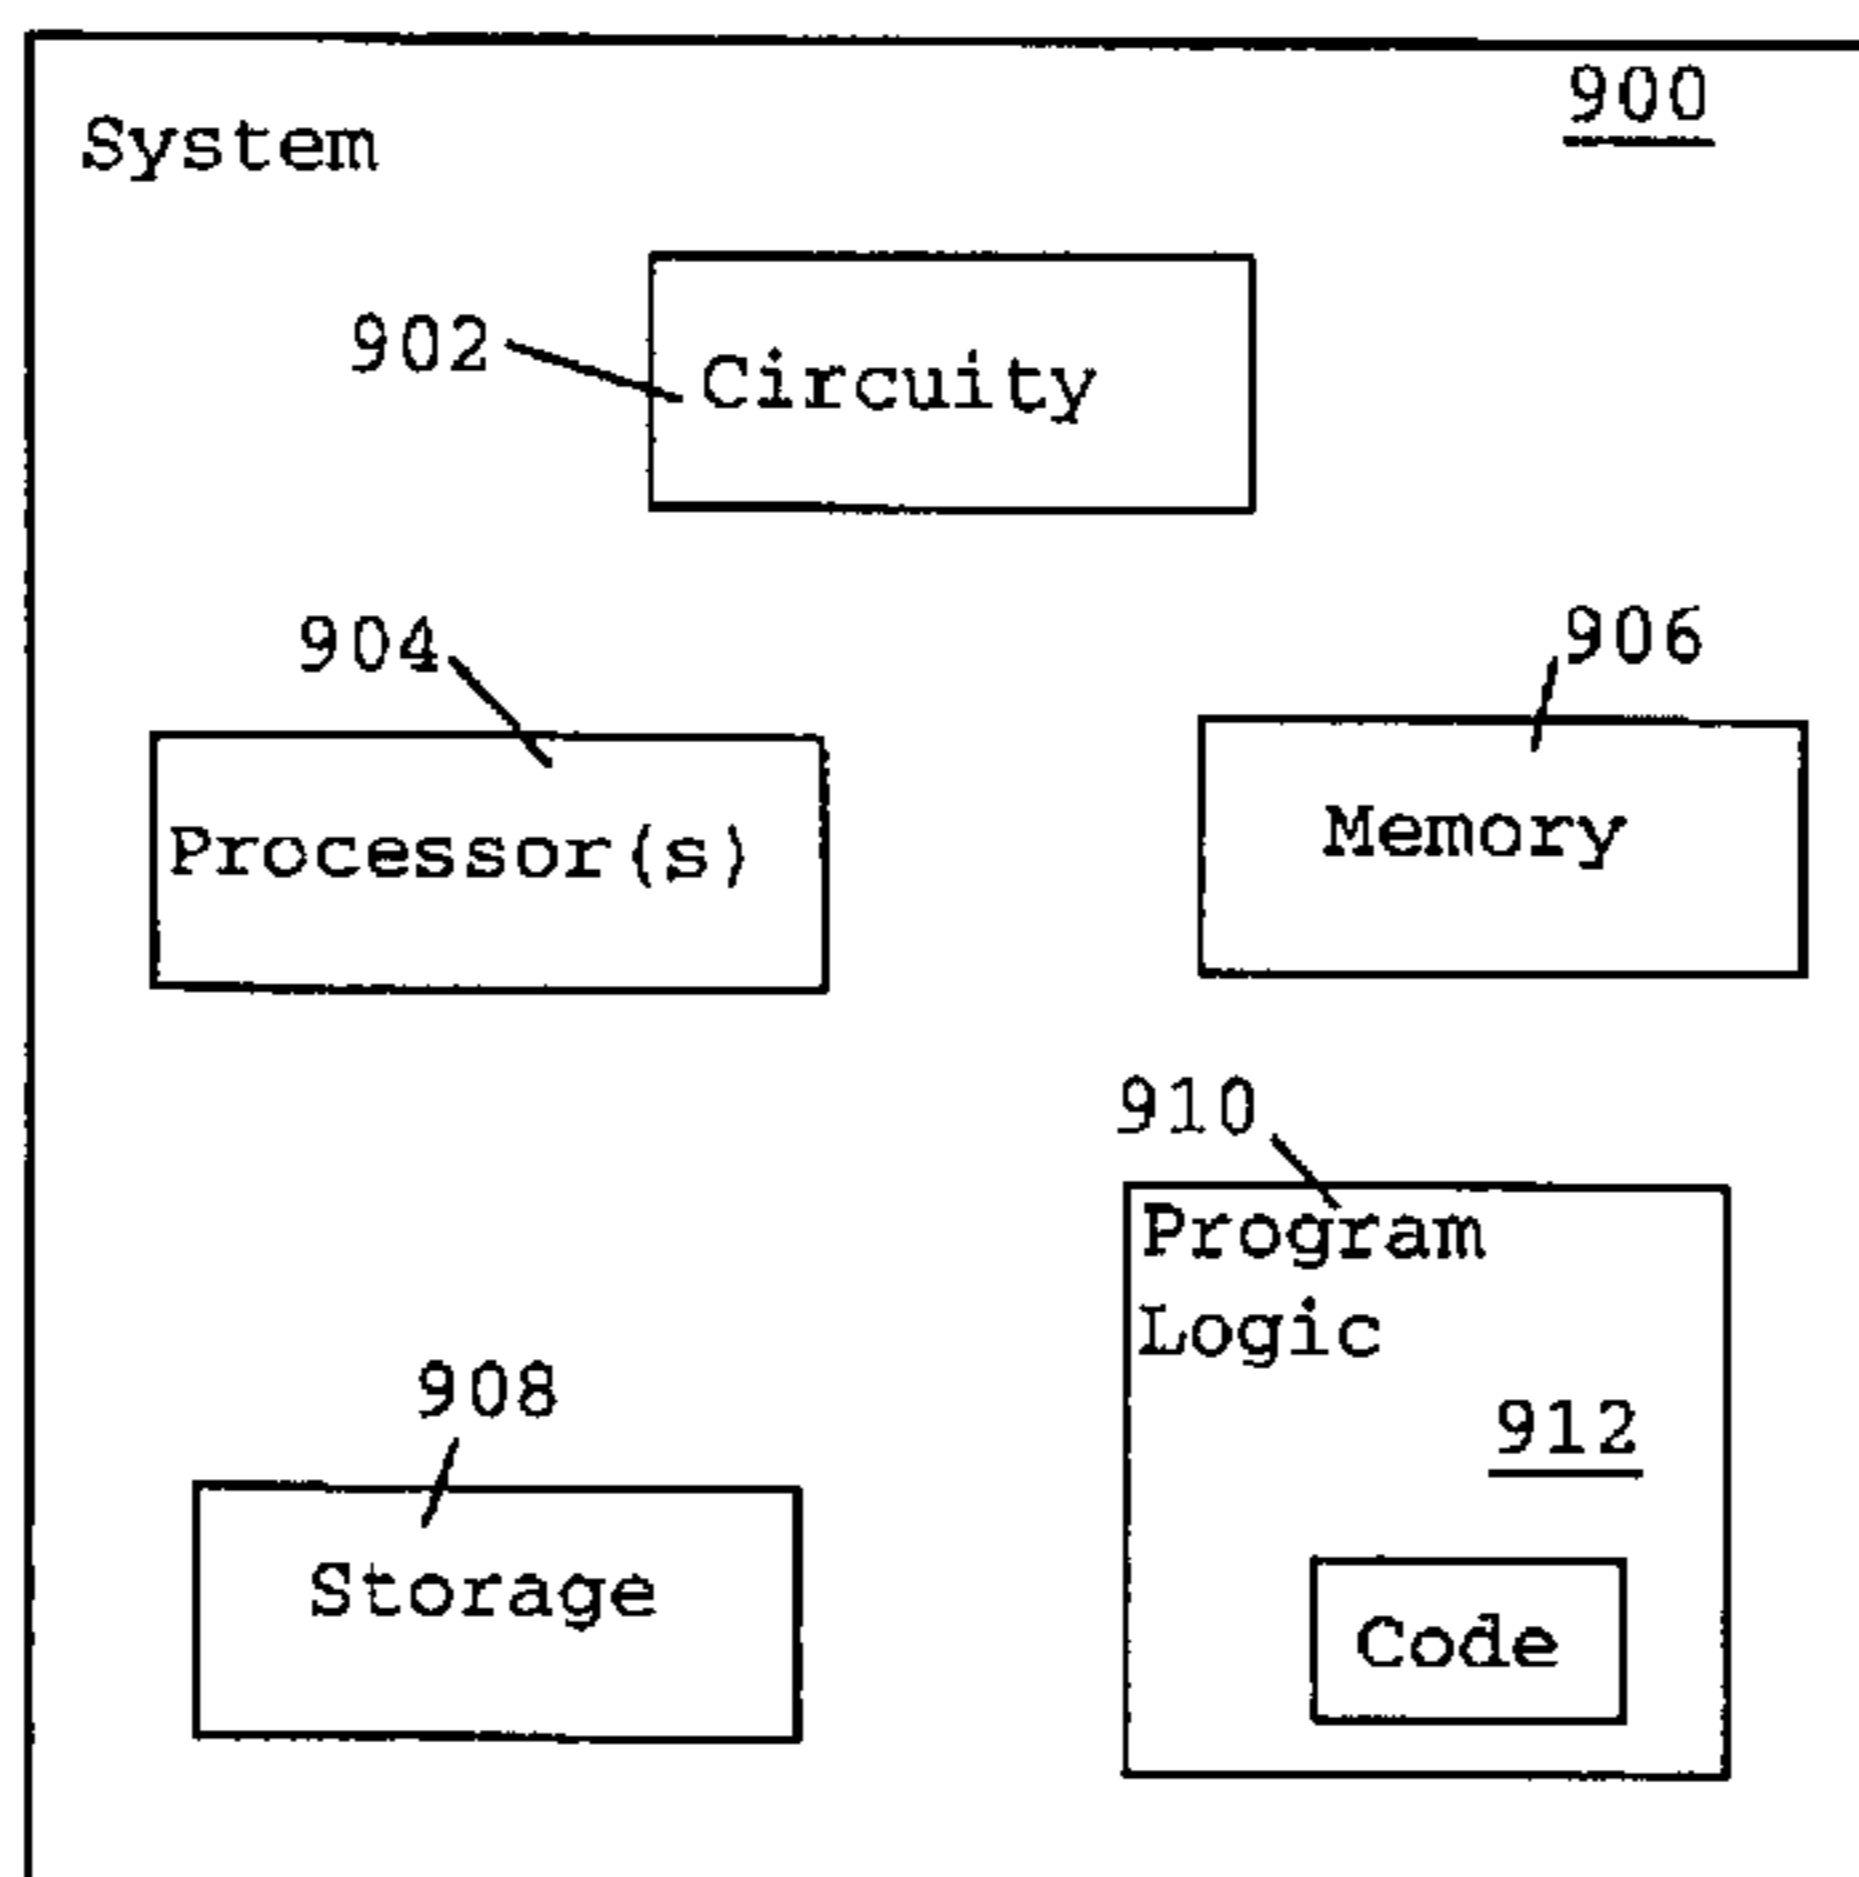 900
System
902
Circuity
904
906
Processor(s)
Memory
910
Program
Logic
908
912
Storage
Code